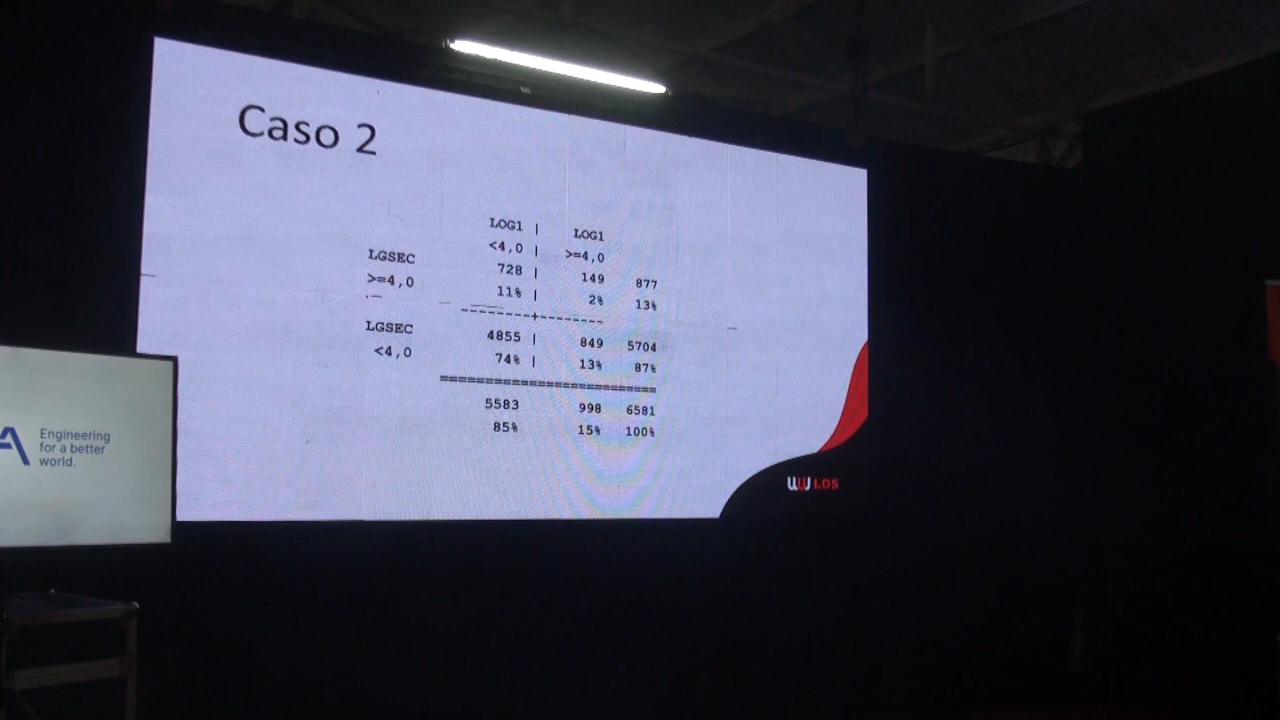 Caso 2
LOG1 | LOG1
<4,0 | >=4,0
LGSEC 728 | 149 877
>=4,0 11% | 2% 13%
--------+--------
LGSEC 4855 | 849 5704
<4,0 74% | 13% 87%
=========================
5583 998 6581
85% 15% 100%
LDS
A Engineering
for a better
world.